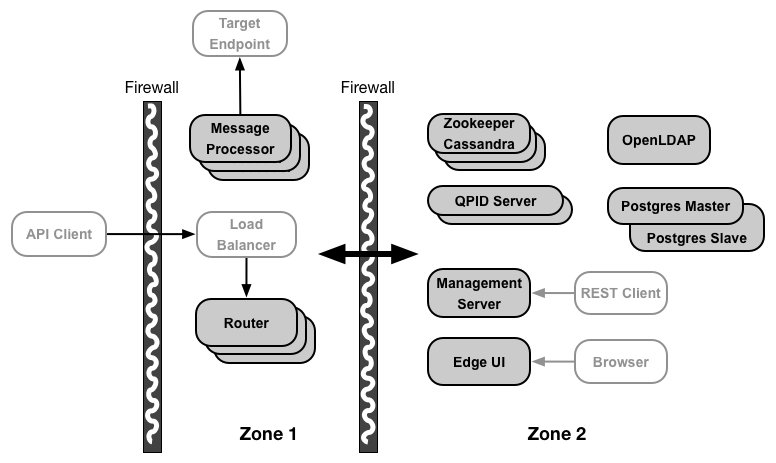 Target
Endpoint
Firewall
Firewall
Message
Processor
Zookeeper
Cassandra
OpenLDAP
QPID Server
Postgres Master
Postgres Slave
API Client
Load
Balancer
Management
Server
REST Client
Router
Edge UI
Browser
Zone 1
Zone 2